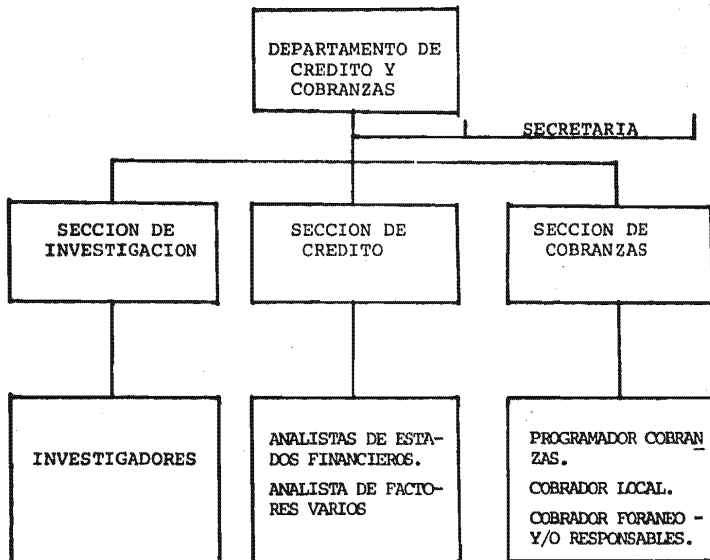 DEPARTAMENTO DE
CREDITO Y
COBRANZAS
SECRETARIA
SECCION DE
INVESTIGACION
SECCION DE
CREDITO
SECCION DE
COBRANZAS
INVESTIGADORES
ANALISTAS DE ESTA-
DOS FINANCIEROS.
ANALISTA DE FACTO-
RES VARIOS
PROGRAMADOR COBRAN
ZAS.
COBRADOR LOCAL.
COBRADOR FORANEO -
Y/O RESPONSABLES.